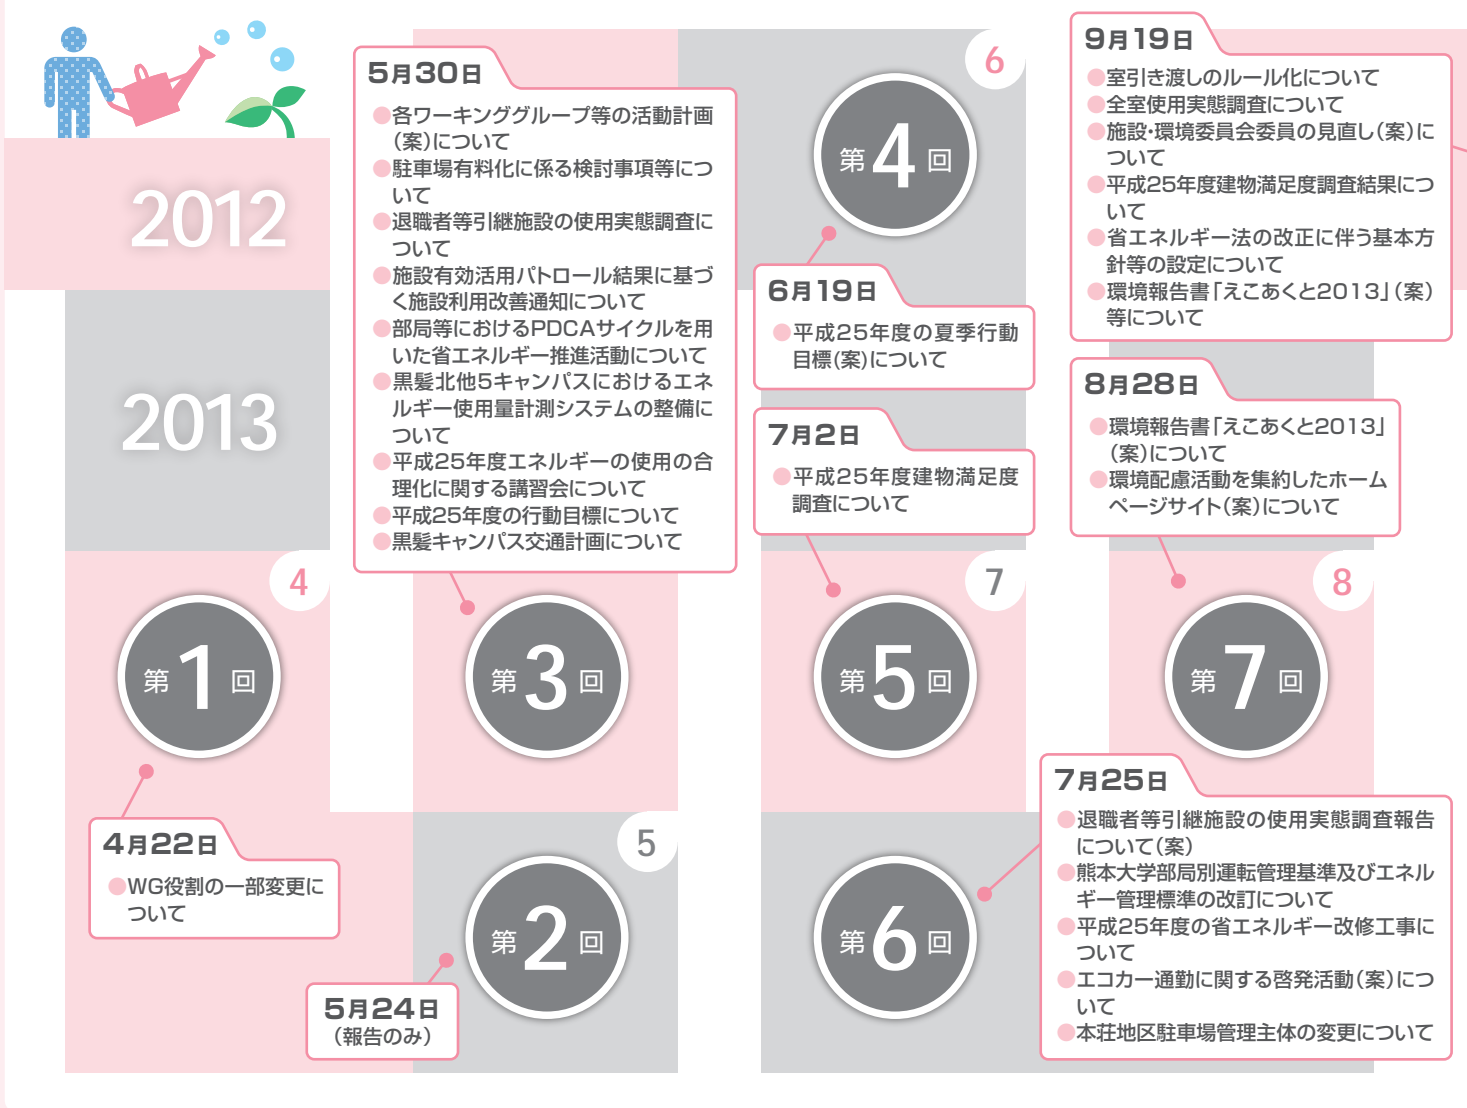 2012
2013
4
第1回
4月22日
●WG役割の一部変更に
ついて
5
第2回
5月24日
（報告のみ）
5月30日
●各ワーキンググループ等の活動計画
（案）について
●駐車場有料化に係る検討事項等につ
いて
●退職者等引継施設の使用実態調査に
ついて
●施設有効活用パトロール結果に基づ
く施設利用改善通知について
●部局等におけるPDCAサイクルを用
いた省エネルギー推進活動について
●黒髪北他5キャンパスにおけるエネ
ルギー使用量計測システムの整備に
ついて
●平成25年度エネルギーの使用の合
理化に関する講習会について
●平成25年度の行動目標について
●黒髪キャンパス交通計画について
第3回
6
第4回
6月19日
●平成25年度の夏季行動
目標(案)について
7月2日
●平成25年度建物満足度
調査について
7
第5回
第6回
7月25日
●退職者等引継施設の使用実態調査報告
について（案）
●熊本大学部局別運転管理基準及びエネル
ギー管理標準の改訂について
●平成25年度の省エネルギー改修工事に
ついて
●エコカー通勤に関する啓発活動（案）につ
いて
●本荘地区駐車場管理主体の変更について
8
第7回
8月28日
●環境報告書「えこあくと2013」
（案）について
●環境配慮活動を集約したホーム
ページサイト（案）について
9月19日
●室引き渡しのルール化について
●全室使用実態調査について
●施設・環境委員会委員の見直し（案）に
ついて
●平成25年度建物満足度調査結果につ
いて
●省エネルギー法の改正に伴う基本方
針等の設定について
●環境報告書「えこあくと2013」（案）
等について